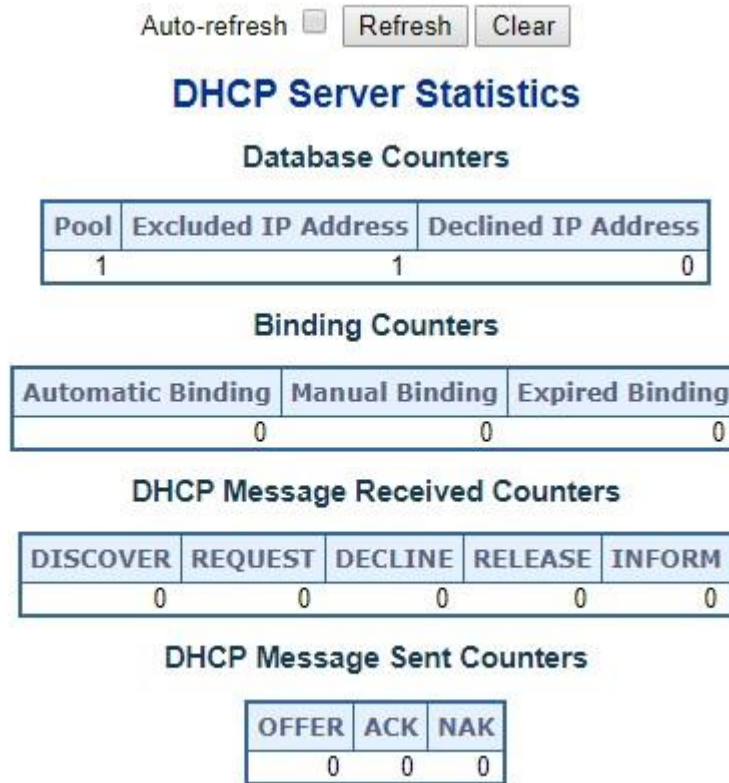 Auto-refresh Refresh Clear
DHCP Server Statistics
Database Counters
Pool Excluded IP Address Declined IP Address
1 1 0
Binding Counters
Automatic Binding Manual Binding Expired Binding
0 0 0
DHCP Message Received Counters
DISCOVER REQUEST DECLINE RELEASE INFORM
0 0 0 0 0
DHCP Message Sent Counters
OFFER ACK NAK
0 0 0